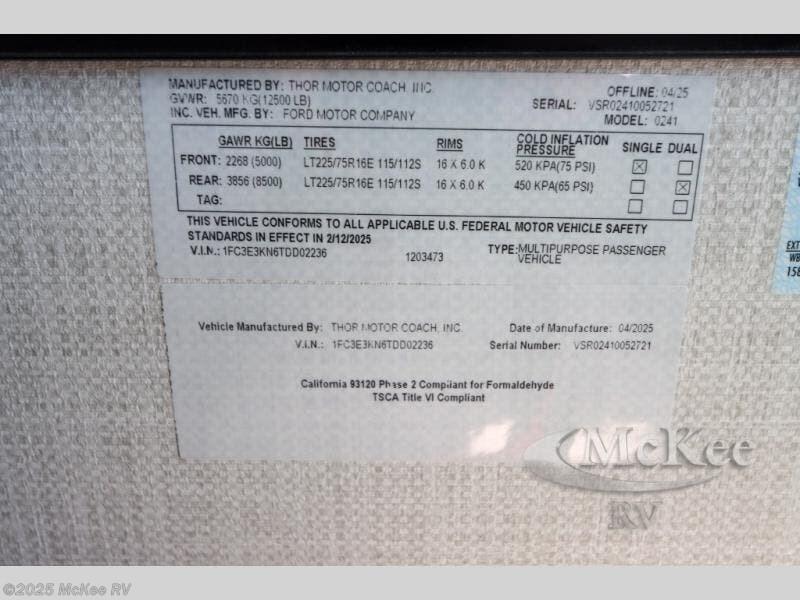 MANUFACTURED BY: THOR MOTOR COACH, INC. OFFLINE: 04/25
GVWR: 5670 KG(12500 LB) SERIAL: VSR02410052721
INC. VEH. MFG. BY: FORD MOTOR COMPANY MODEL: 0241
GAWR KG(LB) TIRES RIMS COLD INFLATION PRESSURE SINGLE DUAL
FRONT: 2268 (5000) LT225/75R16E 115/112S 16 X 6.0 K 520 KPA(75 PSI)
REAR: 3856 (8500) LT225/75R16E 115/112S 16 X 6.0 K 450 KPA(65 PSI)
TAG:
THIS VEHICLE CONFORMS TO ALL APPLICABLE U.S. FEDERAL MOTOR VEHICLE SAFETY
STANDARDS IN EFFECT IN 2/12/2025
V.I.N.: 1FC3E3KN6TDD02236 1203473 TYPE: MULTIPURPOSE PASSENGER
VEHICLE
Vehicle Manufactured By: THOR MOTOR COACH, INC. Date of Manufacture: 04/2025
V.I.N.: 1FC3E3KN6TDD02236 Serial Number: VSR02410052721
California 93120 Phase 2 Compliant for Formaldehyde
TSCA Title VI Compliant
EXT
WB
158
McKee
RV
©2025 McKee RV